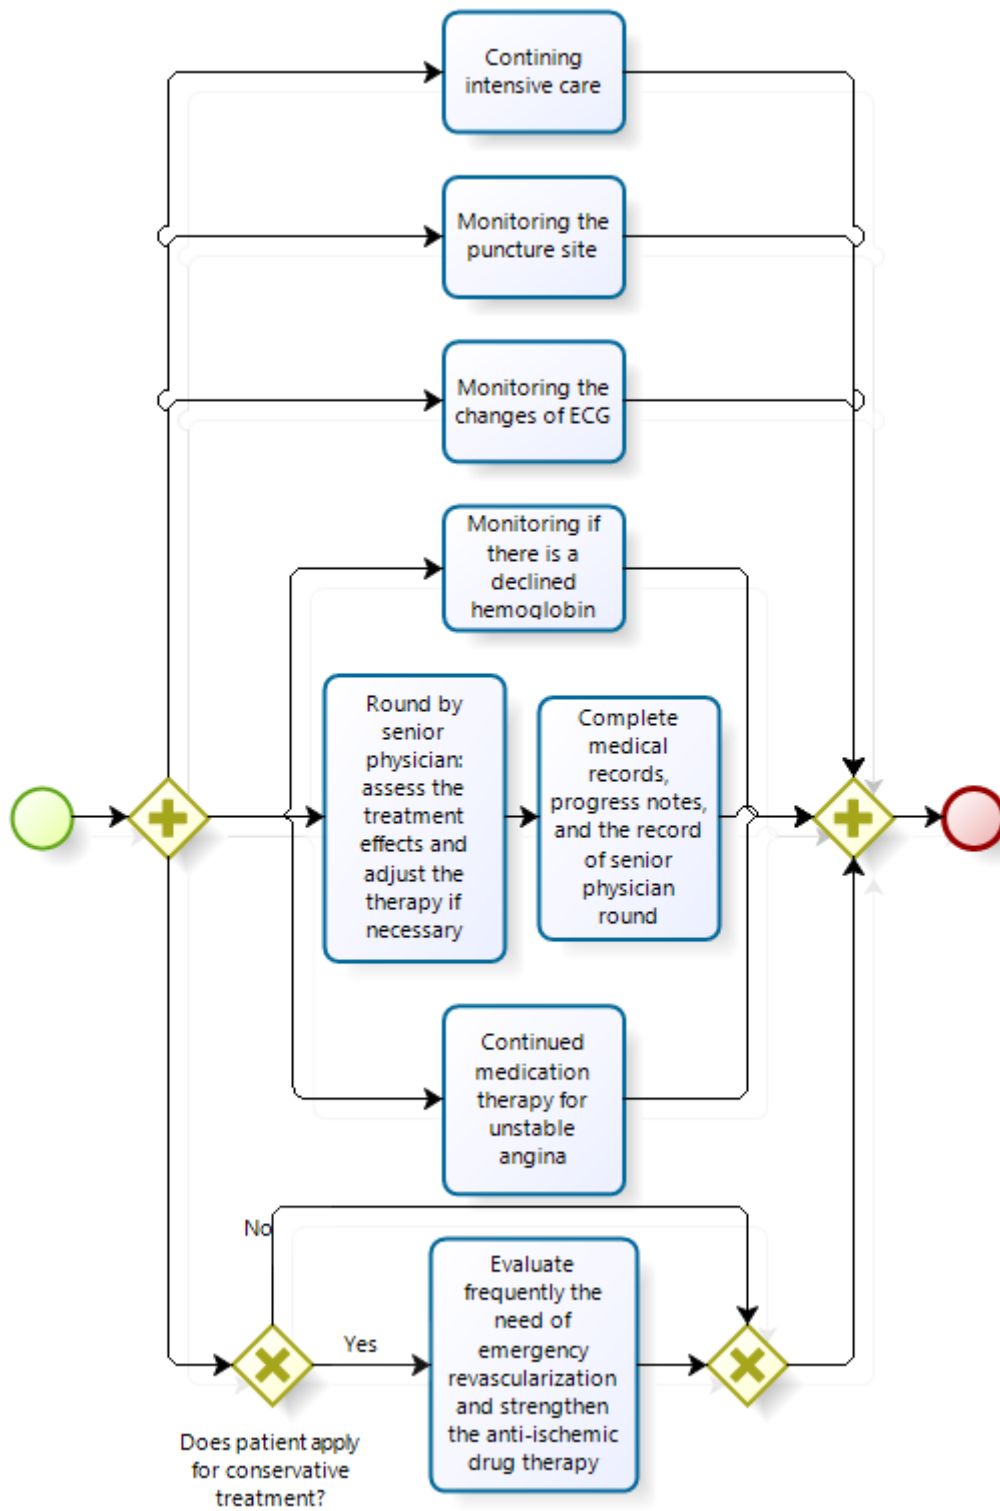 Contining
intensive care
Monitoring the
puncture site
Monitoring the
changes of ECG
Monitoring if
there is a
declined
hemoglobin
Round by
senior
physician:
assess the
treatment
effects and
adjust the
therapy if
necessary
Complete
medical
records,
progress notes,
and the record
of senior
physician
round
Continued
medication
therapy for
unstable
angina
No
Yes
Evaluate
frequently the
need of
emergency
revascularization
and strengthen
the anti-ischemic
drug therapy
Does patient apply
for conservative
treatment?